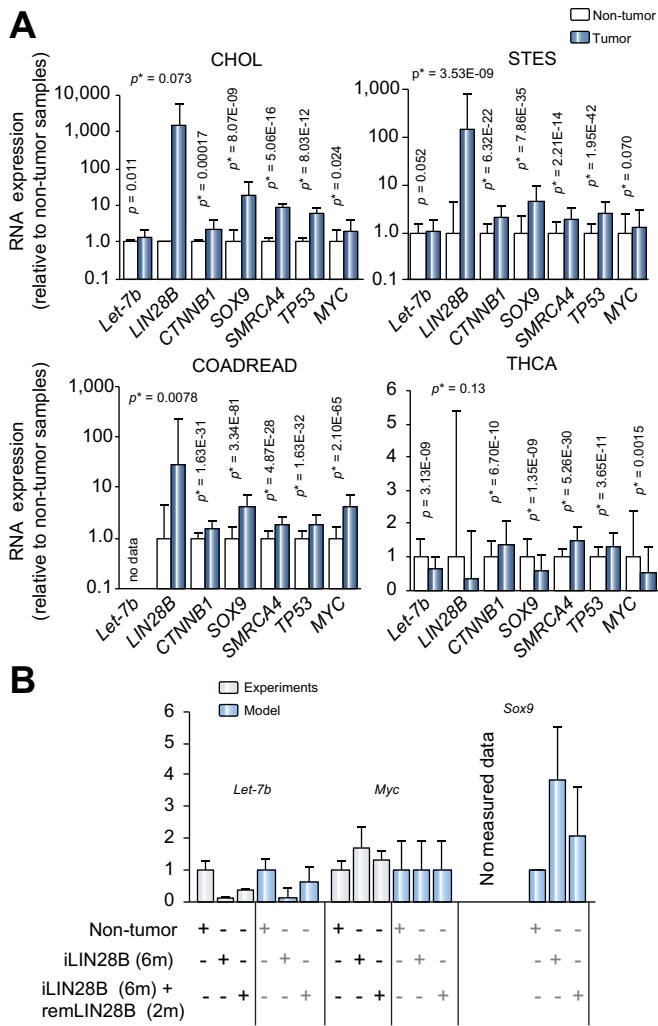 A
Non-tumor
Tumor
CHOL
RNA expression
(relative to non-tumor samples)
10,000
1,000
100
10
1.0
0.1
p = 0.011
p* = 0.073
p* = 0.00017
p* = 8.07E-09
p* = 5.06E-16
p* = 8.03E-12
p* = 0.024
Let-7b
LIN28B
CTNNB1
SOX9
SMRCA4
TP53
MYC
STES
1,000
100
10
1.0
0.1
p = 0.052
p* = 3.53E-09
p* = 6.32E-22
p* = 7.86E-35
p* = 2.21E-14
p* = 1.95E-42
p* = 0.070
Let-7b
LIN28B
CTNNB1
SOX9
SMRCA4
TP53
MYC
COADREAD
RNA expression
(relative to non-tumor samples)
1,000
100
10
1.0
0.1
no data
p* = 0.0078
p* = 1.63E-31
p* = 3.34E-81
p* = 4.87E-28
p* = 1.63E-32
p* = 2.10E-65
Let-7b
LIN28B
CTNNB1
SOX9
SMRCA4
TP53
MYC
THCA
6
5
4
3
2
1
0
p = 3.13E-09
p* = 0.13
p* = 6.70E-10
p* = 1.35E-09
p* = 5.26E-30
p* = 3.65E-11
p* = 0.0015
Let-7b
LIN28B
CTNNB1
SOX9
SMRCA4
TP53
MYC
B
Experiments
Model
6
5
4
3
2
1
0
Let-7b
Myc
Sox9
No measured data
Non-tumor + - - + - - + - - + - - + - -
iLIN28B (6m) - + - - + - - + - - + - - + -
iLIN28B (6m) +
remLIN28B (2m) - - + - - + - - + - - + - - +